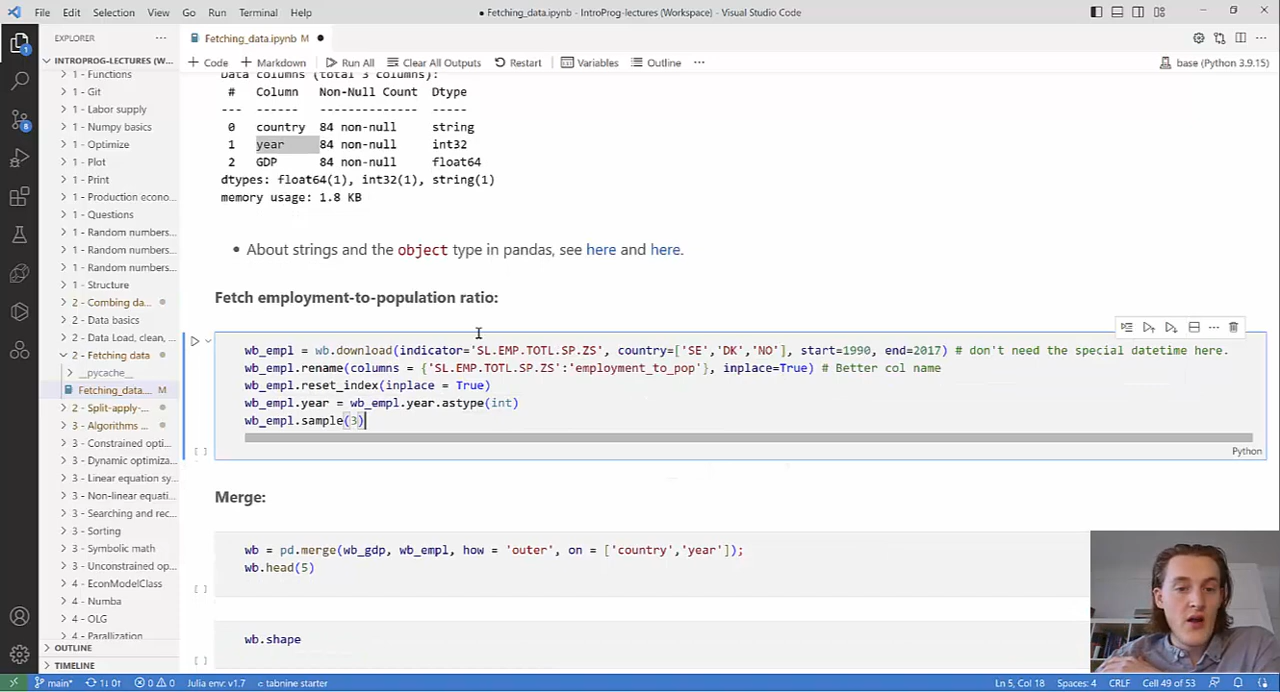 File Edit Selection View Go Run Terminal Help
● Fetching_data.ipynb - IntroProg-lectures (Workspace) - Visual Studio Code
EXPLORER
INTROPROG-LECTURES (W...
1 - Functions
1 - Git
1 - Labor supply
1 - Numpy basics
1 - Optimize
1 - Plot
1 - Print
1 - Production econo...
1 - Questions
1 - Random numbers...
1 - Random numbers...
1 - Random numbers...
1 - Structure
2 - Combing da...
2 - Data basics
2 - Data Load, clean, ...
2 - Fetching data
__pycache__
Fetching_data.... M
2 - Split-apply-...
3 - Algorithms ...
3 - Constrained opti...
3 - Dynamic optimiza...
3 - Linear equation sy...
3 - Non-linear equati...
3 - Searching and rec...
3 - Sorting
3 - Symbolic math
3 - Unconstrained op...
4 - EconModelClass
4 - Numba
4 - OLG
4 - Parallization
OUTLINE
TIMELINE
Fetching_data.ipynb M ●
+ Code + Markdown Run All Clear All Outputs Restart Variables Outline ... base (Python 3.9.15)
Data columns (total 3 columns):
# Column Non-Null Count Dtype
--- ------ -------------- -----
0 country 84 non-null string
1 year 84 non-null int32
2 GDP 84 non-null float64
dtypes: float64(1), int32(1), string(1)
memory usage: 1.8 KB
• About strings and the object type in pandas, see here and here.
Fetch employment-to-population ratio:
wb_empl = wb.download(indicator='SL.EMP.TOTL.SP.ZS', country=['SE','DK','NO'], start=1990, end=2017) # don't need the special datetime here.
wb_empl.rename(columns = {'SL.EMP.TOTL.SP.ZS':'employment_to_pop'}, inplace=True) # Better col name
wb_empl.reset_index(inplace = True)
wb_empl.year = wb_empl.year.astype(int)
wb_empl.sample(3)
[ ] Python
Merge:
wb = pd.merge(wb_gdp, wb_empl, how = 'outer', on = ['country','year']);
wb.head(5)
[ ]
wb.shape
[ ]
main* 1↓ 0↑ 0 0 Julia env: v1.7 tabnine starter Ln 5, Col 18 Spaces: 4 CRLF Cell 49 of 53